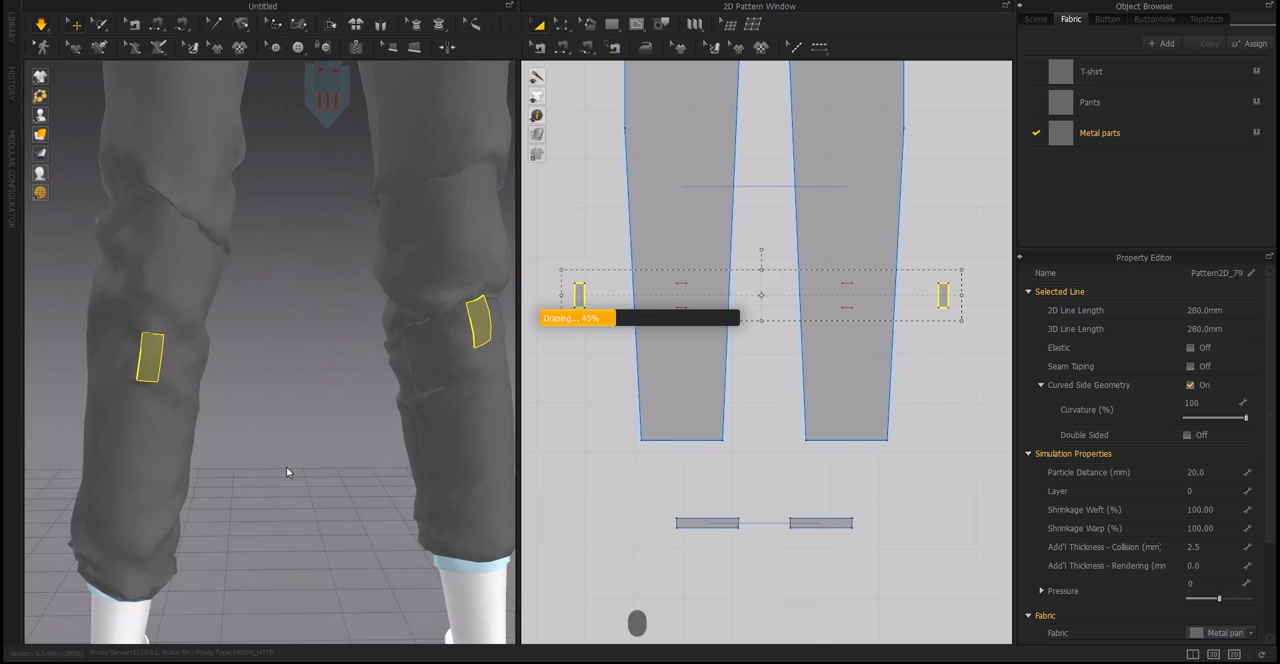 Untitled
2D Pattern Window
Object Browser
LIBRARY
HISTORY
MODULAR CONFIGURATOR
Scene Fabric Button Buttonhole Topstitch
+ Add Copy Assign
T-shirt
Pants
Metal parts
Draping... 45%
Property Editor
Name Pattern2D_79
Selected Line
2D Line Length 280.0mm
3D Line Length 280.0mm
Elastic Off
Seam Taping Off
Curved Side Geometry On
Curvature (%) 100
Double Sided Off
Simulation Properties
Particle Distance (mm) 20.0
Layer 0
Shrinkage Weft (%) 100.00
Shrinkage Warp (%) 100.00
Add'l Thickness - Collision (mm) 2.5
Add'l Thickness - Rendering (mn 0.0
Pressure 0
Fabric
Fabric Metal part
3D 2D